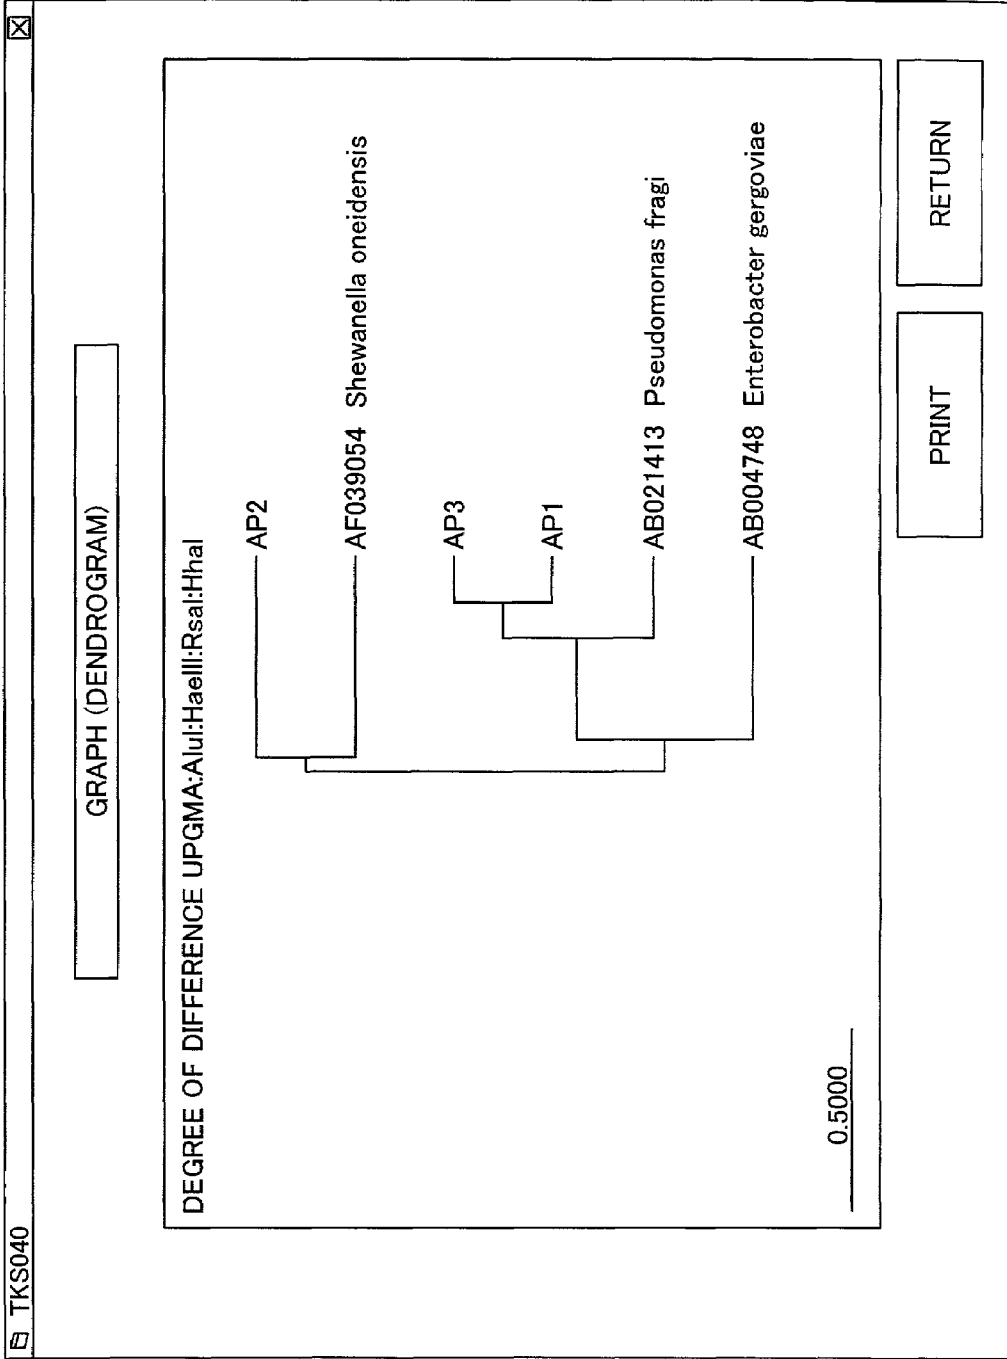 TKS040
GRAPH (DENDROGRAM)
DEGREE OF DIFFERENCE UPGMA:AluI:HaeIII:RsaI:HhaI
AP2
AF039054 Shewanella oneidensis
AP3
AP1
AB021413 Pseudomonas fragi
AB004748 Enterobacter gergoviae
0.5000
PRINT
RETURN